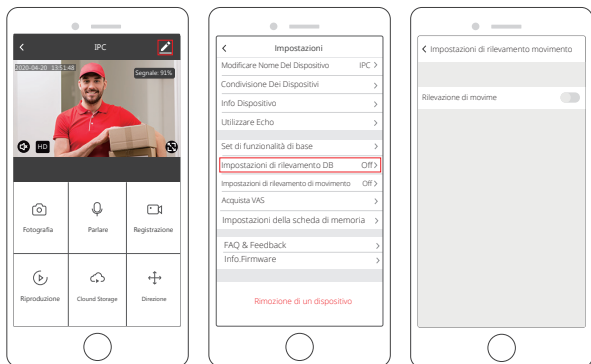 IPC
2020-04-20 13:51:48
Segnale: 91%
HD
Fotografia
Parlare
Registrazione
Riproduzione
Clound Storage
Direzione
Impostazioni
Modificare Nome Del Dispositivo IPC >
Condivisione Dei Dispositivi >
Info Dispositivo >
Utilizzare Echo >
Set di funzionalità di base >
Impostazioni di rilevamento DB Off >
Impostazioni di rilevamento di movimento Off >
Acquista VAS >
Impostazioni della scheda di memoria >
FAQ & Feedback >
Info.Firmware >
Rimozione di un dispositivo
Impostazioni di rilevamento movimento
Rilevazione di movime